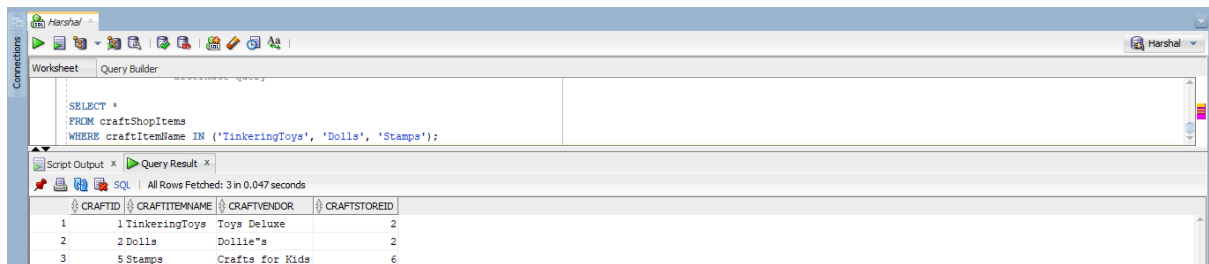 Harshal
Connections
Harshal
Worksheet Query Builder
SELECT *
FROM craftShopItems
WHERE craftItemName IN ('TinkeringToys', 'Dolls', 'Stamps');
Script Output x Query Result x
SQL | All Rows Fetched: 3 in 0.047 seconds
CRAFTID CRAFTITEMNAME CRAFTVENDOR CRAFTSTOREID
1 1 TinkeringToys Toys Deluxe 2
2 2 Dolls Dollie"s 2
3 5 Stamps Crafts for Kids 6